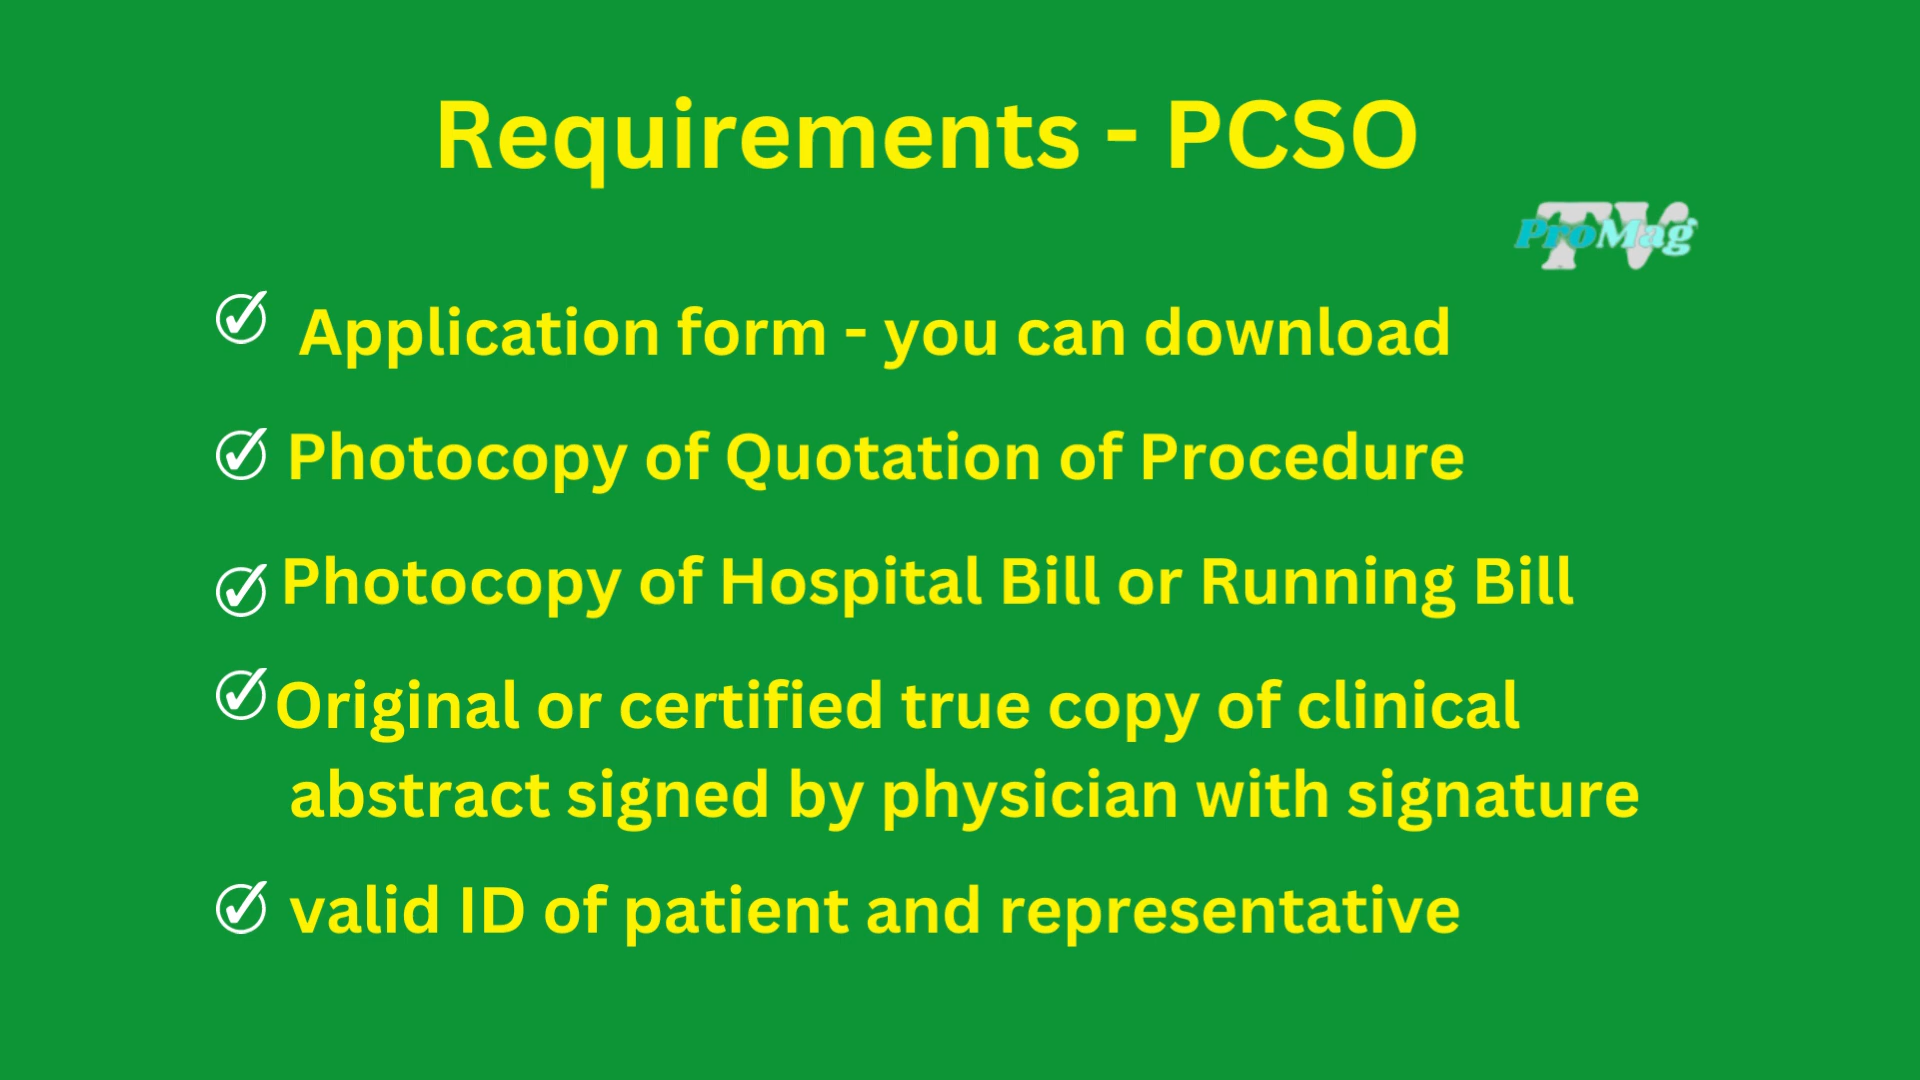 Requirements - PCSO
TV
ProMag
Application form - you can download
Photocopy of Quotation of Procedure
Photocopy of Hospital Bill or Running Bill
Original or certified true copy of clinical
abstract signed by physician with signature
valid ID of patient and representative